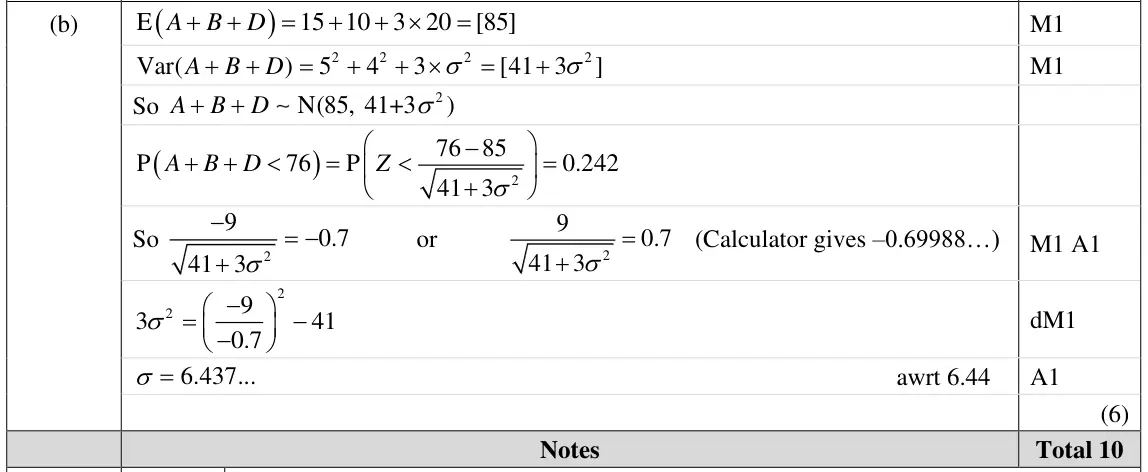 (b) E(A + B + D) = 15 + 10 + 3 × 20 = [85] M1
Var(A + B + D) = 5² + 4² + 3 × σ² = [41 + 3σ²] M1
So A + B + D ~ N(85, 41+3σ²)
P(A + B + D < 76) = P(Z < (76 − 85)/√(41 + 3σ²)) = 0.242
So −9/√(41 + 3σ²) = −0.7 or 9/√(41 + 3σ²) = 0.7 (Calculator gives –0.69988…) M1 A1
3σ² = (−9/−0.7)² − 41 dM1
σ = 6.437... awrt 6.44 A1
(6)
Notes Total 10